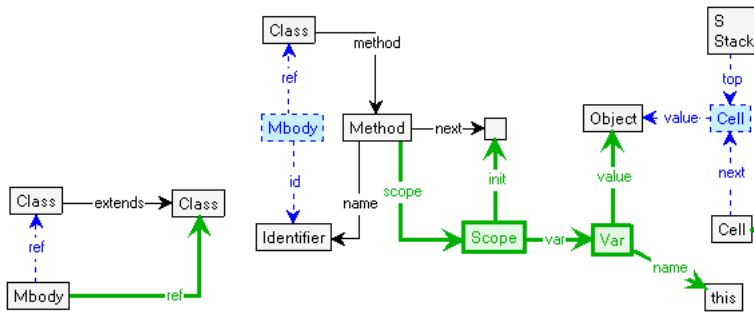 Class
extends
Class
ref
Mbody
ref
Class
method
ref
Mbody
Method
next
id
scope
name
init
Identifier
Scope
var
Var
value
Object
value
S
Stack
top
Cell
next
Cell
name
this